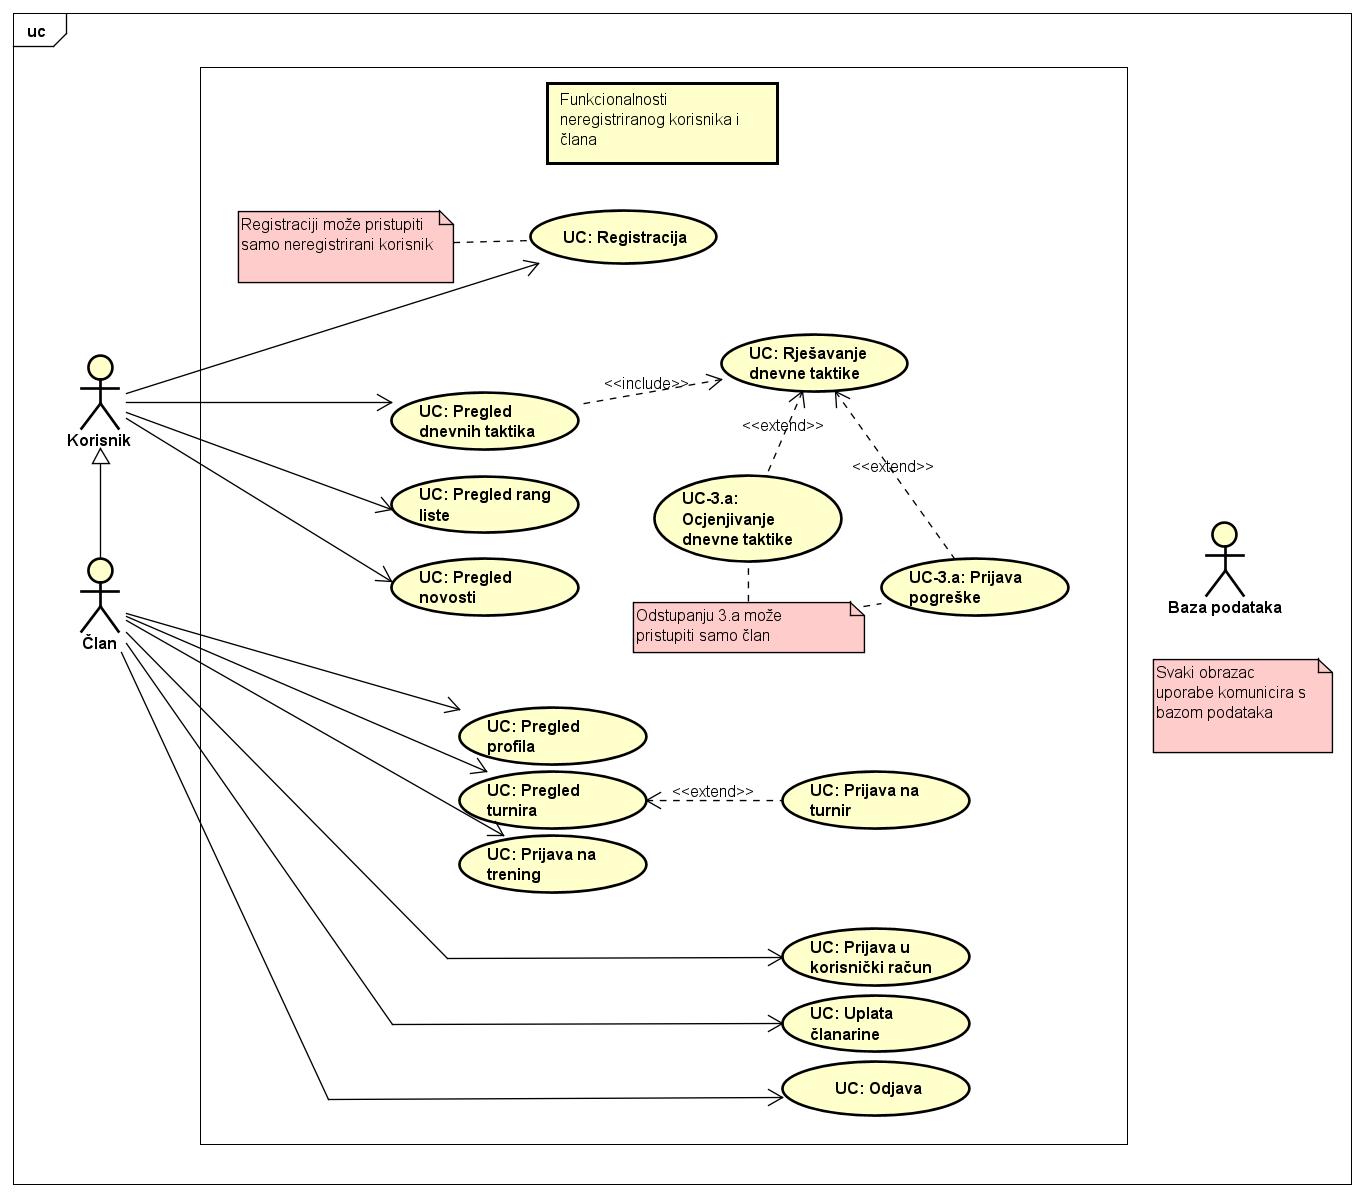 uc
Funkcionalnosti
neregistriranog korisnika i
člana
Registraciji može pristupiti
samo neregistrirani korisnik
UC: Registracija
UC: Rješavanje
dnevne taktike
<<include>>
UC: Pregled
dnevnih taktika
<<extend>>
<<extend>>
Korisnik
UC: Pregled rang
liste
UC-3.a:
Ocjenjivanje
dnevne taktike
UC: Pregled
novosti
UC-3.a: Prijava
pogreške
Odstupanju 3.a može
pristupiti samo član
Baza podataka
Član
Svaki obrazac
uporabe komunicira s
bazom podataka
UC: Pregled
profila
UC: Pregled
turnira
<<extend>>
UC: Prijava na
turnir
UC: Prijava na
trening
UC: Prijava u
korisnički račun
UC: Uplata
članarine
UC: Odjava